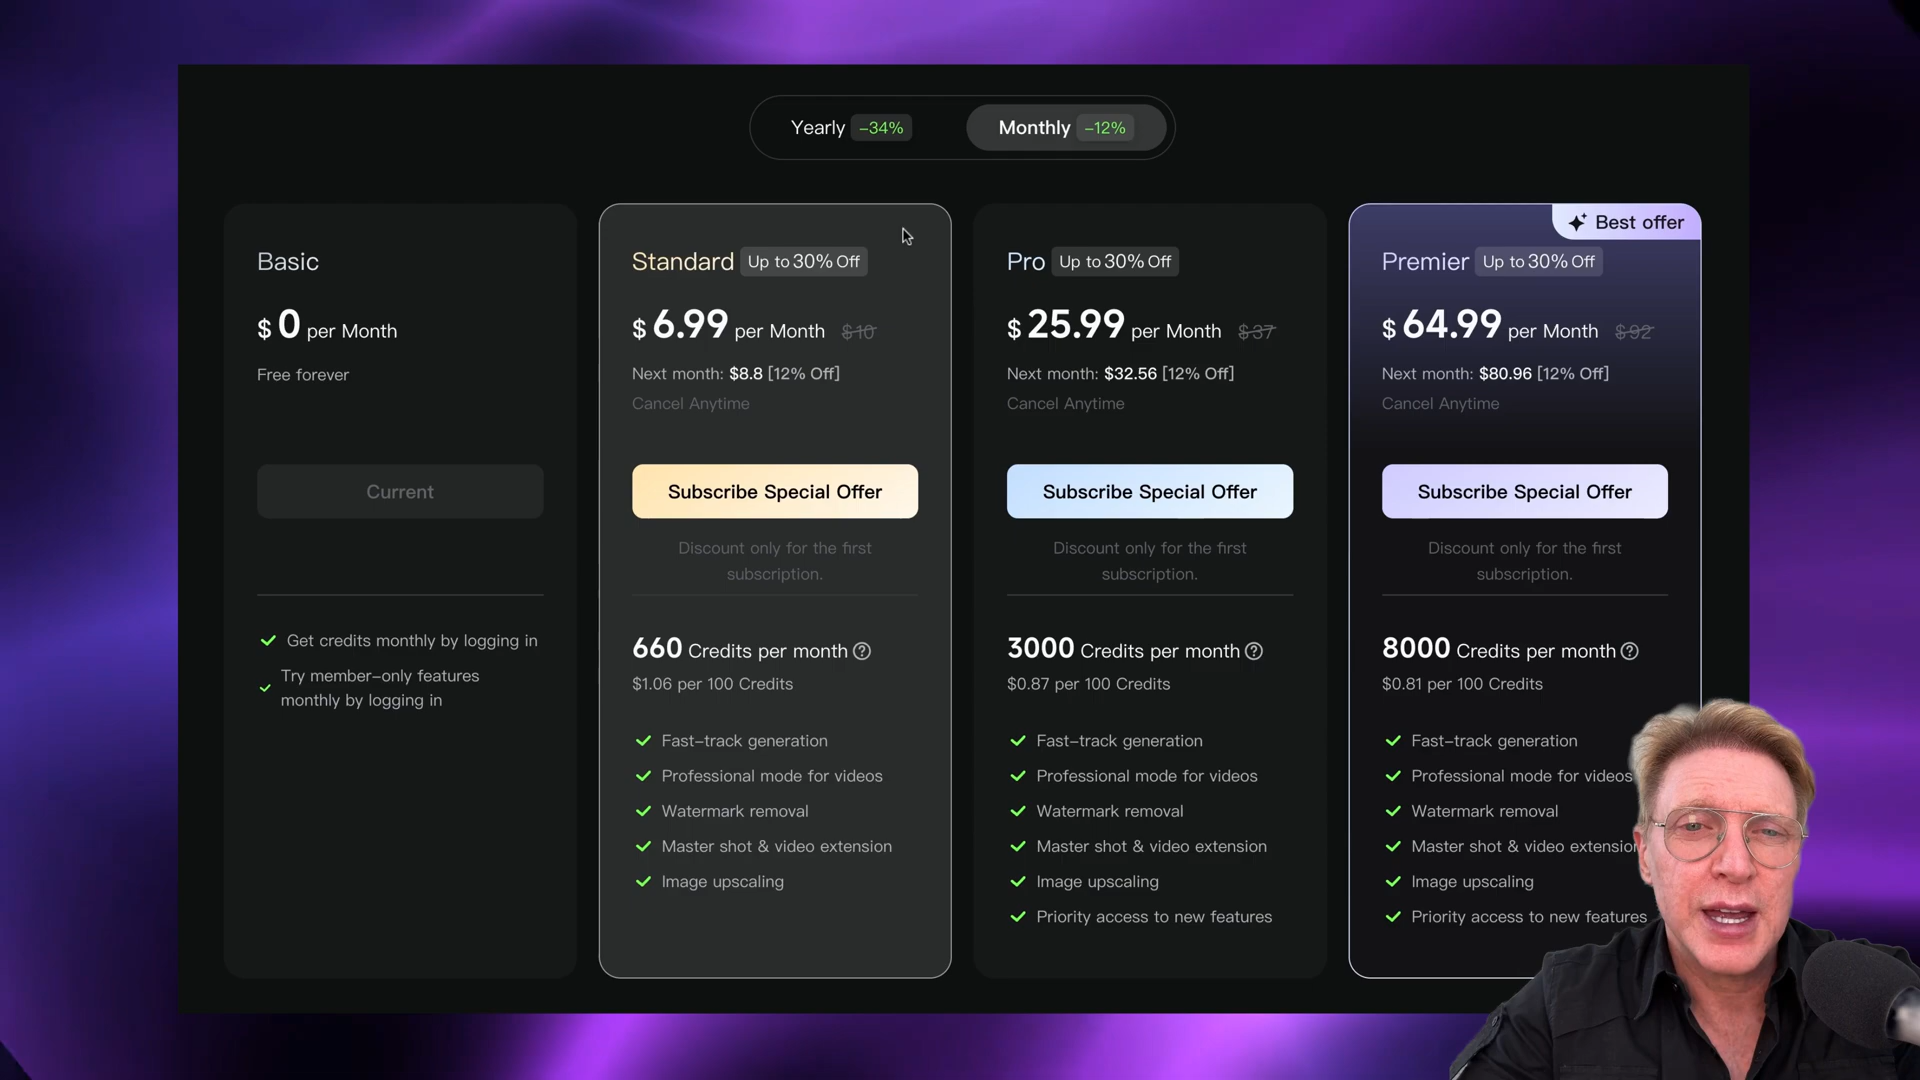 Yearly -34% Monthly -12%
Best offer
Basic
$ 0 per Month
Free forever
Current
Get credits monthly by logging in
Try member-only features
monthly by logging in
Standard Up to 30% Off
$ 6.99 per Month $10
Next month: $8.8 [12% Off]
Cancel Anytime
Subscribe Special Offer
Discount only for the first
subscription.
660 Credits per month ?
$1.06 per 100 Credits
Fast-track generation
Professional mode for videos
Watermark removal
Master shot & video extension
Image upscaling
Pro Up to 30% Off
$ 25.99 per Month $37
Next month: $32.56 [12% Off]
Cancel Anytime
Subscribe Special Offer
Discount only for the first
subscription.
3000 Credits per month ?
$0.87 per 100 Credits
Fast-track generation
Professional mode for videos
Watermark removal
Master shot & video extension
Image upscaling
Priority access to new features
Premier Up to 30% Off
$ 64.99 per Month $92
Next month: $80.96 [12% Off]
Cancel Anytime
Subscribe Special Offer
Discount only for the first
subscription.
8000 Credits per month ?
$0.81 per 100 Credits
Fast-track generation
Professional mode for videos
Watermark removal
Master shot & video extension
Image upscaling
Priority access to new features